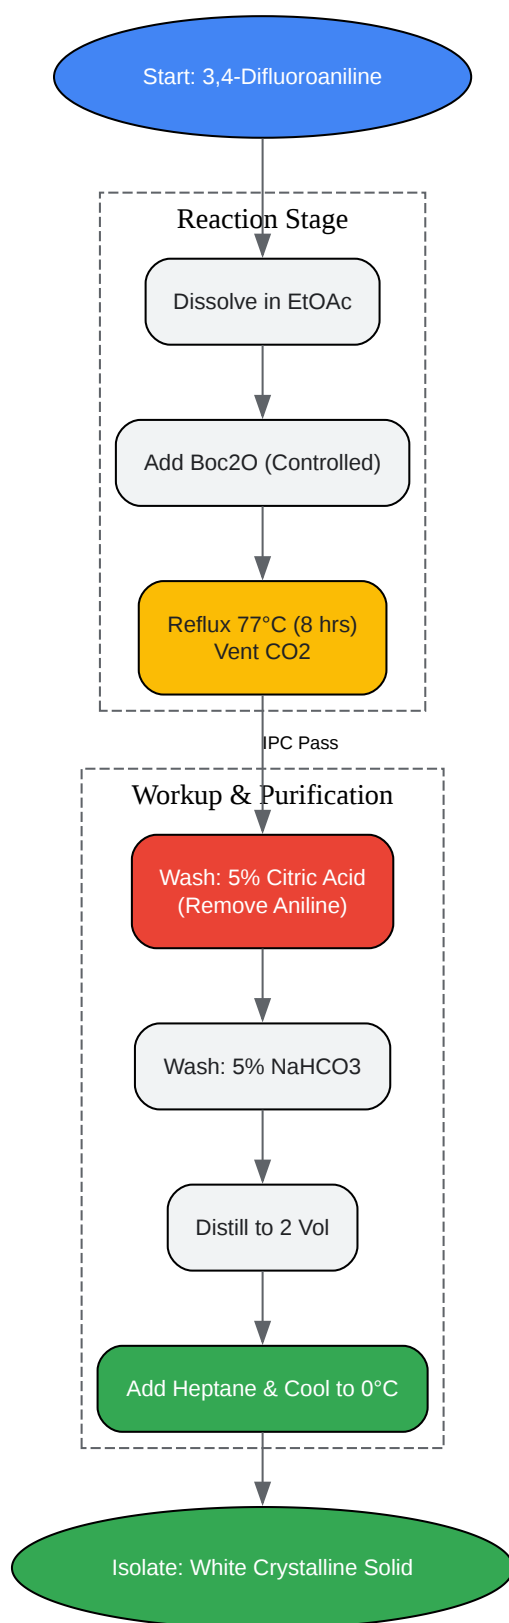 Start: 3,4-Difluoroaniline
Reaction Stage
Dissolve in EtOAc
Add Boc2O (Controlled)
Reflux 77°C (8 hrs)
Vent CO2
IPC Pass
Workup & Purification
Wash: 5% Citric Acid
(Remove Aniline)
Wash: 5% NaHCO3
Distill to 2 Vol
Add Heptane & Cool to 0°C
Isolate: White Crystalline Solid